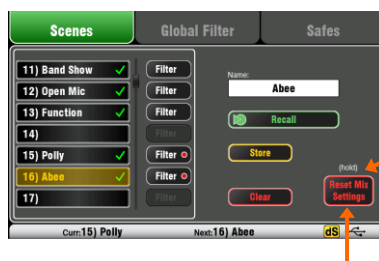 Scenes Global Filter Safes
11) Band Show Filter
12) Open Mic Filter
13) Function Filter
14) Filter
15) Polly Filter
16) Abee Filter
17) Filter
Name:
Abee
Recall
Store
(hold)
Clear
Reset Mix
Settings
Curr:15) Polly Next:16) Abee dS